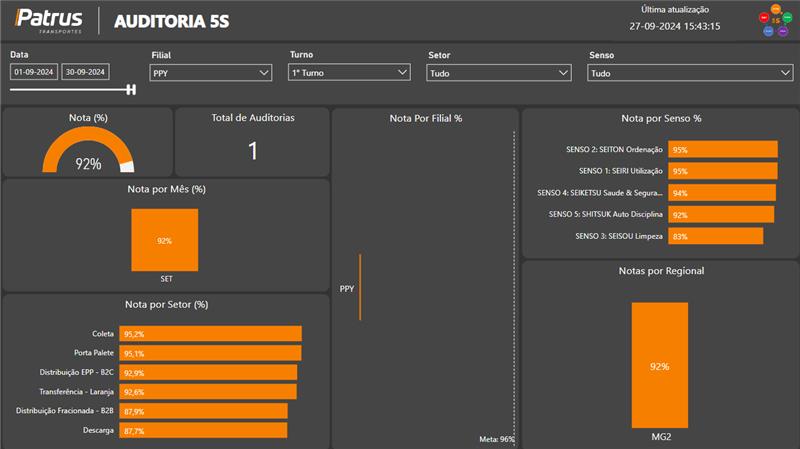 Patrus
TRANSPORTES
AUDITORIA 5S
Última atualização
27-09-2024 15:43:15
5S
Data
01-09-2024
30-09-2024
Filial
PPY
Turno
1º Turno
Setor
Tudo
Senso
Tudo
Nota (%)
92%
Total de Auditorias
1
Nota por Mês (%)
92%
SET
Nota por Setor (%)
Coleta 95,2%
Porta Palete 95,1%
Distribuição EPP - B2C 92,9%
Transferência - Laranja 92,6%
Distribuição Fracionada - B2B 87,9%
Descarga 87,7%
Nota Por Filial %
PPY
Meta: 96%
Nota por Senso %
SENSO 2: SEITON Ordenação 95%
SENSO 1: SEIRI Utilização 95%
SENSO 4: SEIKETSU Saude & Segura... 94%
SENSO 5: SHITSUK Auto Disciplina 92%
SENSO 3: SEISOU Limpeza 83%
Notas por Regional
92%
MG2